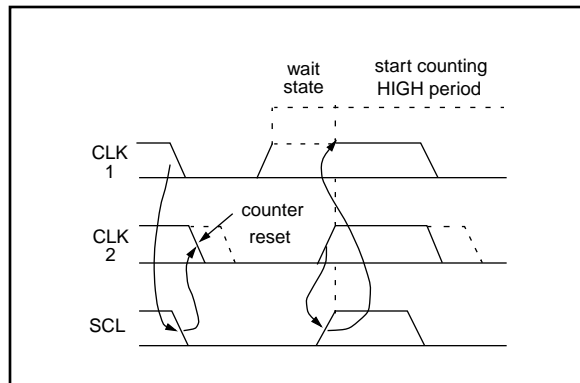 wait
state
start counting
HIGH period
CLK
1
counter
reset
CLK
2
SCL